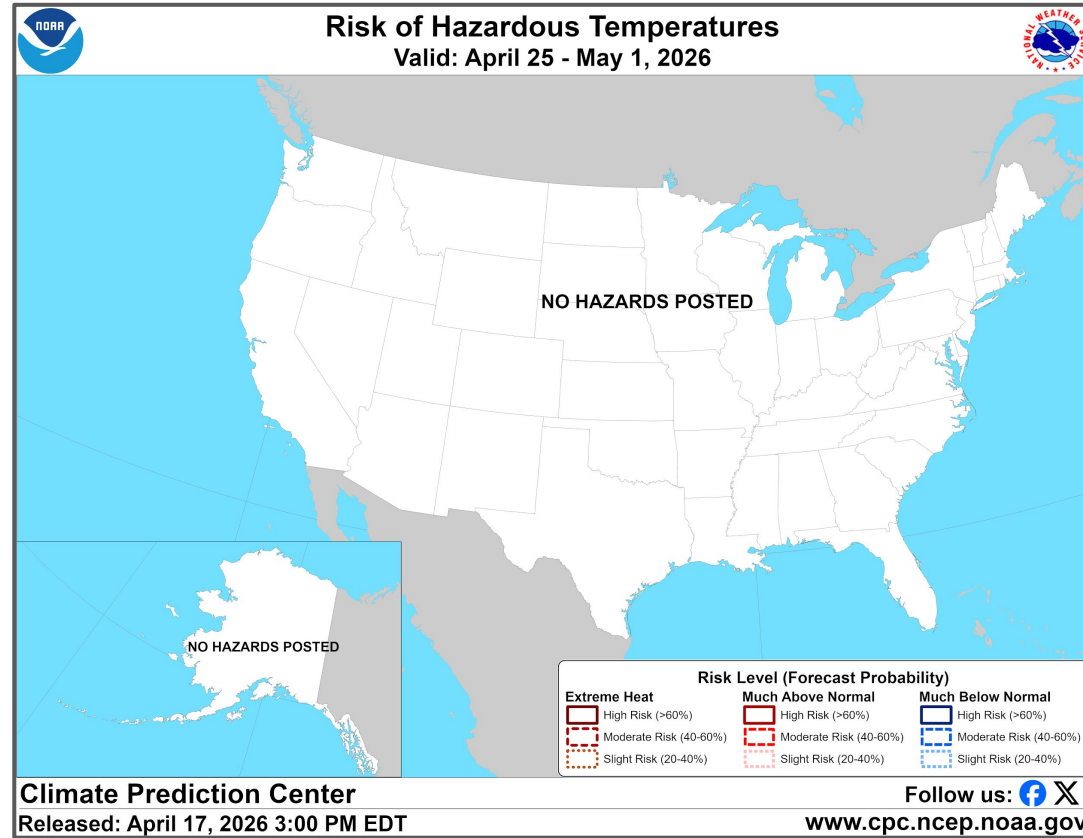 NOAA
Risk of Hazardous Temperatures
Valid: April 25 - May 1, 2026
NATIONAL WEATHER SERVICE
NO HAZARDS POSTED
NO HAZARDS POSTED
Risk Level (Forecast Probability)
Extreme Heat Much Above Normal Much Below Normal
High Risk (>60%) High Risk (>60%) High Risk (>60%)
Moderate Risk (40-60%) Moderate Risk (40-60%) Moderate Risk (40-60%)
Slight Risk (20-40%) Slight Risk (20-40%) Slight Risk (20-40%)
Climate Prediction Center
Follow us:
Released: April 17, 2026 3:00 PM EDT
www.cpc.ncep.noaa.gov